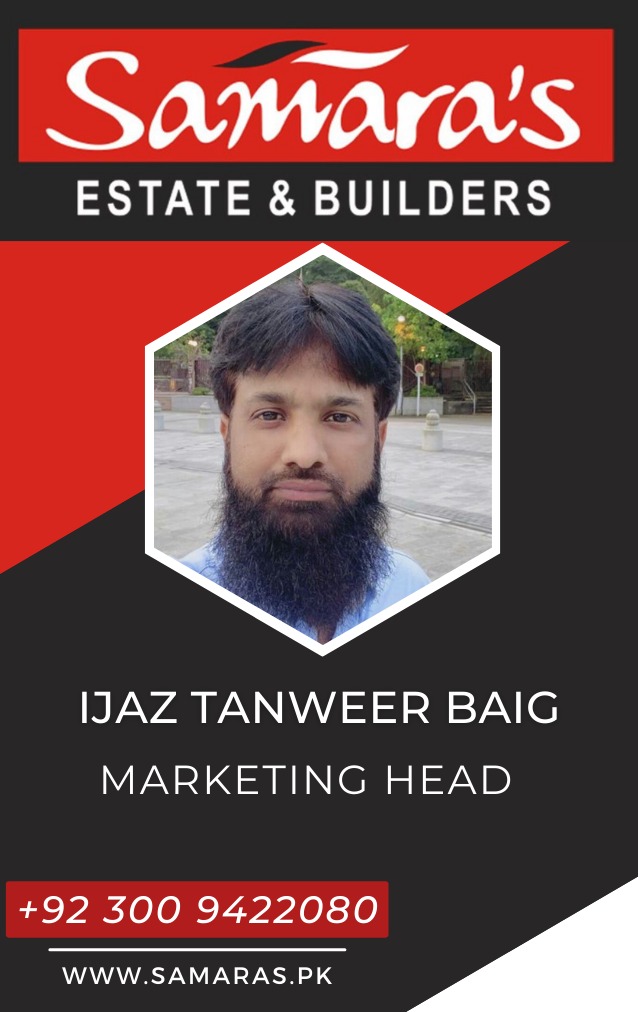 Samara's
ESTATE & BUILDERS
IJAZ TANWEER BAIG
MARKETING HEAD
+92 300 9422080
WWW.SAMARAS.PK